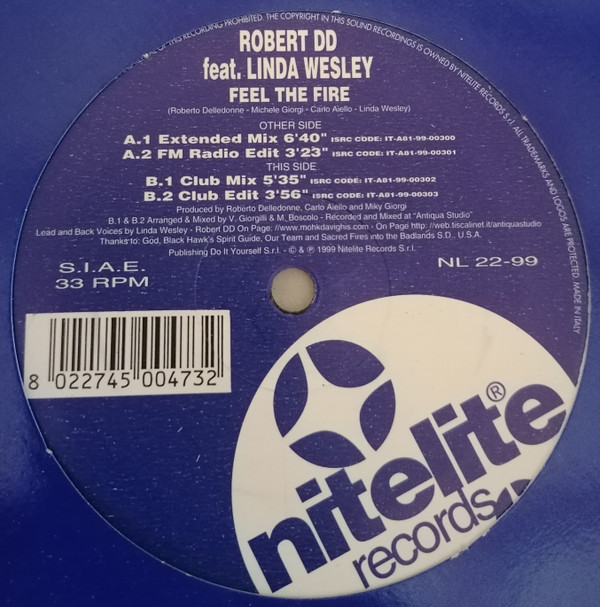 OF THIS RECORDING PROHIBITED. THE COPYRIGHT IN THIS SOUND RECORDINGS IS OWNED BY NITELITE RECORDS S.r.l. ALL TRADEMARKS AND LOGOS ARE PROTECTED. MADE IN ITALY
ROBERT DD
feat. LINDA WESLEY
FEEL THE FIRE
(Roberto Delledonne - Michele Giorgi - Carlo Aiello - Linda Wesley)
OTHER SIDE
A.1 Extended Mix 6'40" ISRC CODE: IT-A81-99-00300
A.2 FM Radio Edit 3'23" ISRC CODE: IT-A81-99-00301
THIS SIDE
B.1 Club Mix 5'35" ISRC CODE: IT-A81-99-00302
B.2 Club Edit 3'56" ISRC CODE: IT-A81-99-00303
Produced by Roberto Delledonne, Carlo Aiello and Miky Giorgi
B.1 & B.2 Arranged & Mixed by V. Giorgilli & M. Boscolo - Recorded and Mixed at "Antiqua Studio"
Lead and Back Voices by Linda Wesley - Robert DD On Page: //www.mohkdavighis.com - On Page http://web.tiscalinet.it/antiquastudio
Thanks to: God, Black Hawk's Spirit Guide, Our Team and Sacred Fires into the Badlands S.D.. U.S.A.
Publishing Do It Yourself S.r.l. - © & ℗ 1999 Nitelite Records S.r.l.
S.I.A.E.
33 RPM
NL 22-99
8 022745 004732
nitelite®
records